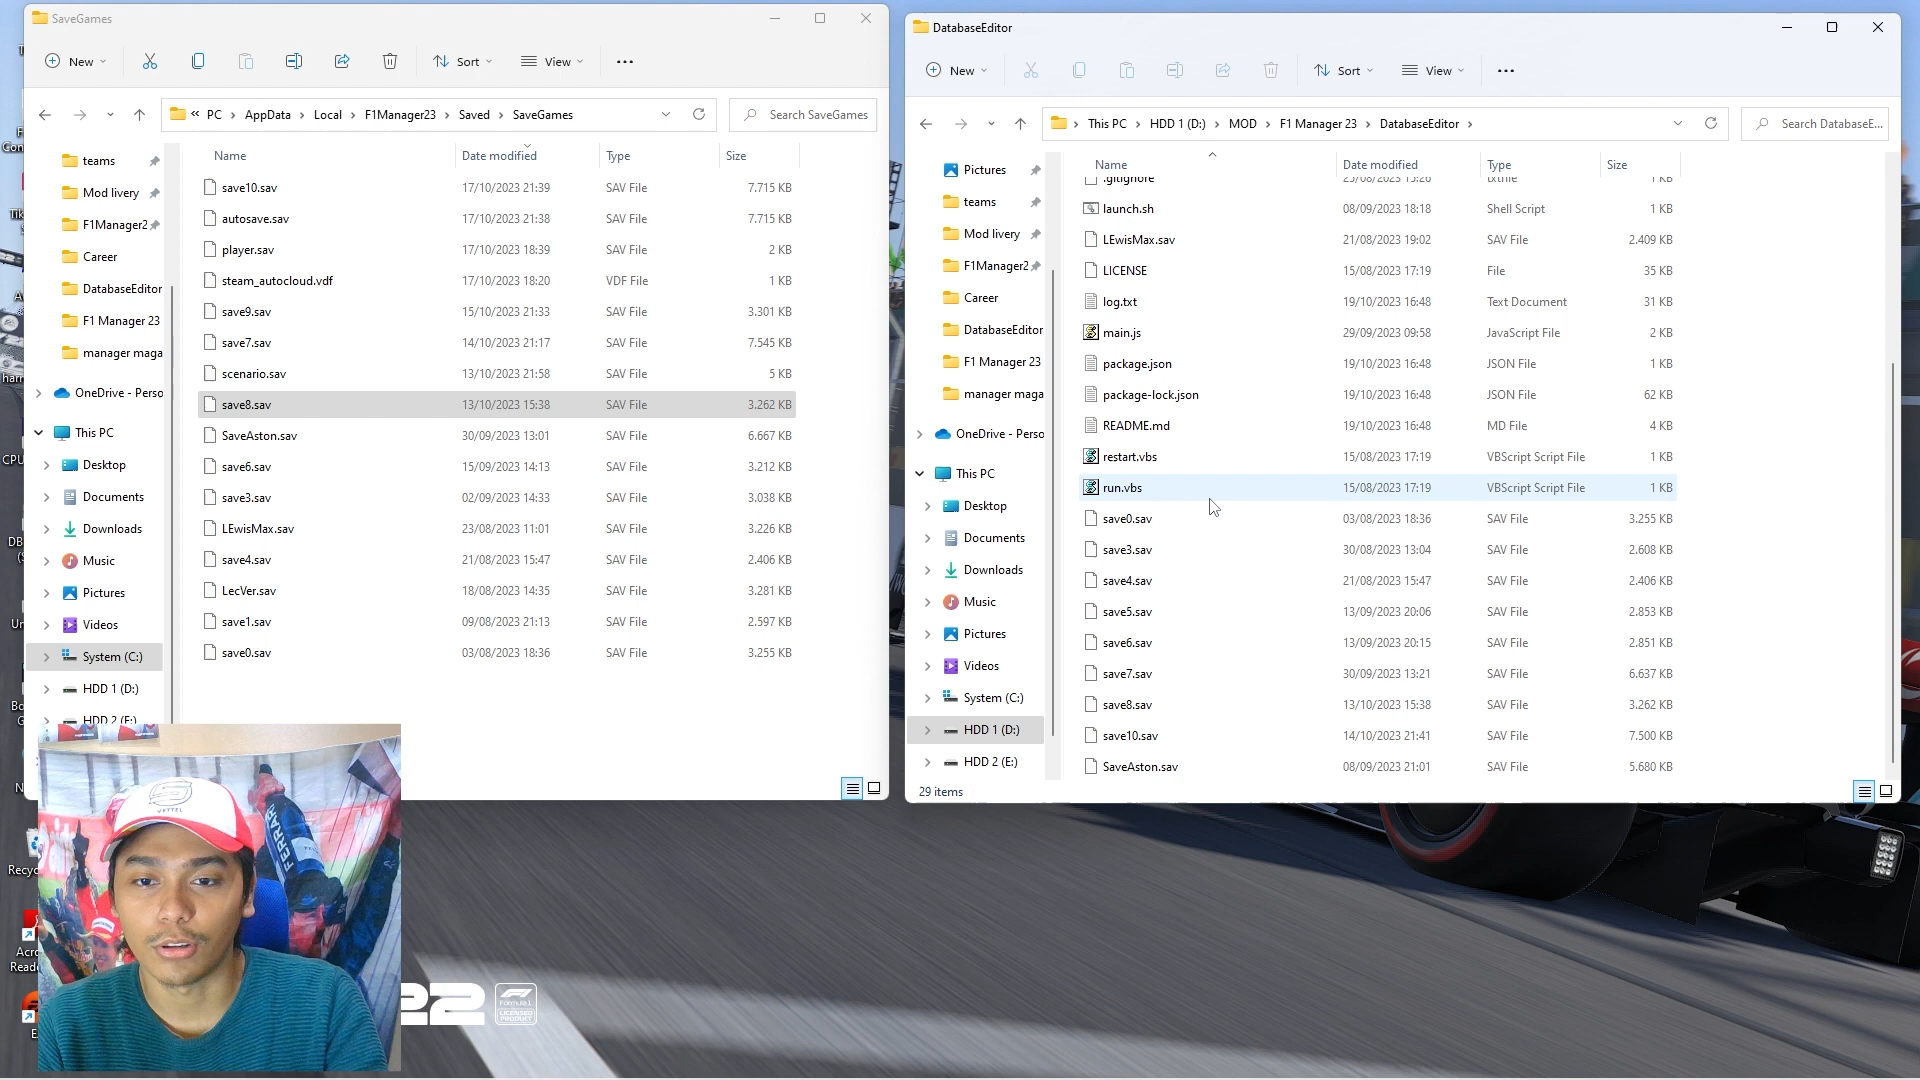 SaveGames
New
Sort
View
« PC > AppData > Local > F1Manager23 > Saved > SaveGames
Search SaveGames
teams
Mod livery
F1Manager2
Career
DatabaseEditor
F1 Manager 23
manager maga
OneDrive - Perso
This PC
Desktop
Documents
Downloads
Music
Pictures
Videos
System (C:)
HDD 1 (D:)
HDD 2 (E:)
Name Date modified Type Size
save10.sav 17/10/2023 21:39 SAV File 7.715 KB
autosave.sav 17/10/2023 21:38 SAV File 7.715 KB
player.sav 17/10/2023 18:39 SAV File 2 KB
steam_autocloud.vdf 17/10/2023 18:20 VDF File 1 KB
save9.sav 15/10/2023 21:33 SAV File 3.301 KB
save7.sav 14/10/2023 21:17 SAV File 7.545 KB
scenario.sav 13/10/2023 21:58 SAV File 5 KB
save8.sav 13/10/2023 15:38 SAV File 3.262 KB
SaveAston.sav 30/09/2023 13:01 SAV File 6.667 KB
save6.sav 15/09/2023 14:13 SAV File 3.212 KB
save3.sav 02/09/2023 14:33 SAV File 3.038 KB
LEwisMax.sav 23/08/2023 11:01 SAV File 3.226 KB
save4.sav 21/08/2023 15:47 SAV File 2.406 KB
LecVer.sav 18/08/2023 14:35 SAV File 3.281 KB
save1.sav 09/08/2023 21:13 SAV File 2.597 KB
save0.sav 03/08/2023 18:36 SAV File 3.255 KB
DatabaseEditor
New
Sort
View
This PC > HDD 1 (D:) > MOD > F1 Manager 23 > DatabaseEditor >
Search DatabaseE...
Pictures
teams
Mod livery
F1Manager2
Career
DatabaseEditor
F1 Manager 23
manager maga
OneDrive - Perso
This PC
Desktop
Documents
Downloads
Music
Pictures
Videos
System (C:)
HDD 1 (D:)
HDD 2 (E:)
Name Date modified Type Size
.gitignore 1 KB
launch.sh 08/09/2023 18:18 Shell Script 1 KB
LEwisMax.sav 21/08/2023 19:02 SAV File 2.409 KB
LICENSE 15/08/2023 17:19 File 35 KB
log.txt 19/10/2023 16:48 Text Document 31 KB
main.js 29/09/2023 09:58 JavaScript File 2 KB
package.json 19/10/2023 16:48 JSON File 1 KB
package-lock.json 19/10/2023 16:48 JSON File 62 KB
README.md 19/10/2023 16:48 MD File 4 KB
restart.vbs 15/08/2023 17:19 VBScript Script File 1 KB
run.vbs 15/08/2023 17:19 VBScript Script File 1 KB
save0.sav 03/08/2023 18:36 SAV File 3.255 KB
save3.sav 30/08/2023 13:04 SAV File 2.608 KB
save4.sav 21/08/2023 15:47 SAV File 2.406 KB
save5.sav 13/09/2023 20:06 SAV File 2.853 KB
save6.sav 13/09/2023 20:15 SAV File 2.851 KB
save7.sav 30/09/2023 13:21 SAV File 6.637 KB
save8.sav 13/10/2023 15:38 SAV File 3.262 KB
save10.sav 14/10/2023 21:41 SAV File 7.500 KB
SaveAston.sav 08/09/2023 21:01 SAV File 5.680 KB
29 items
VETTEL
FERRARI
22
Formula 1
LICENSED
PRODUCT